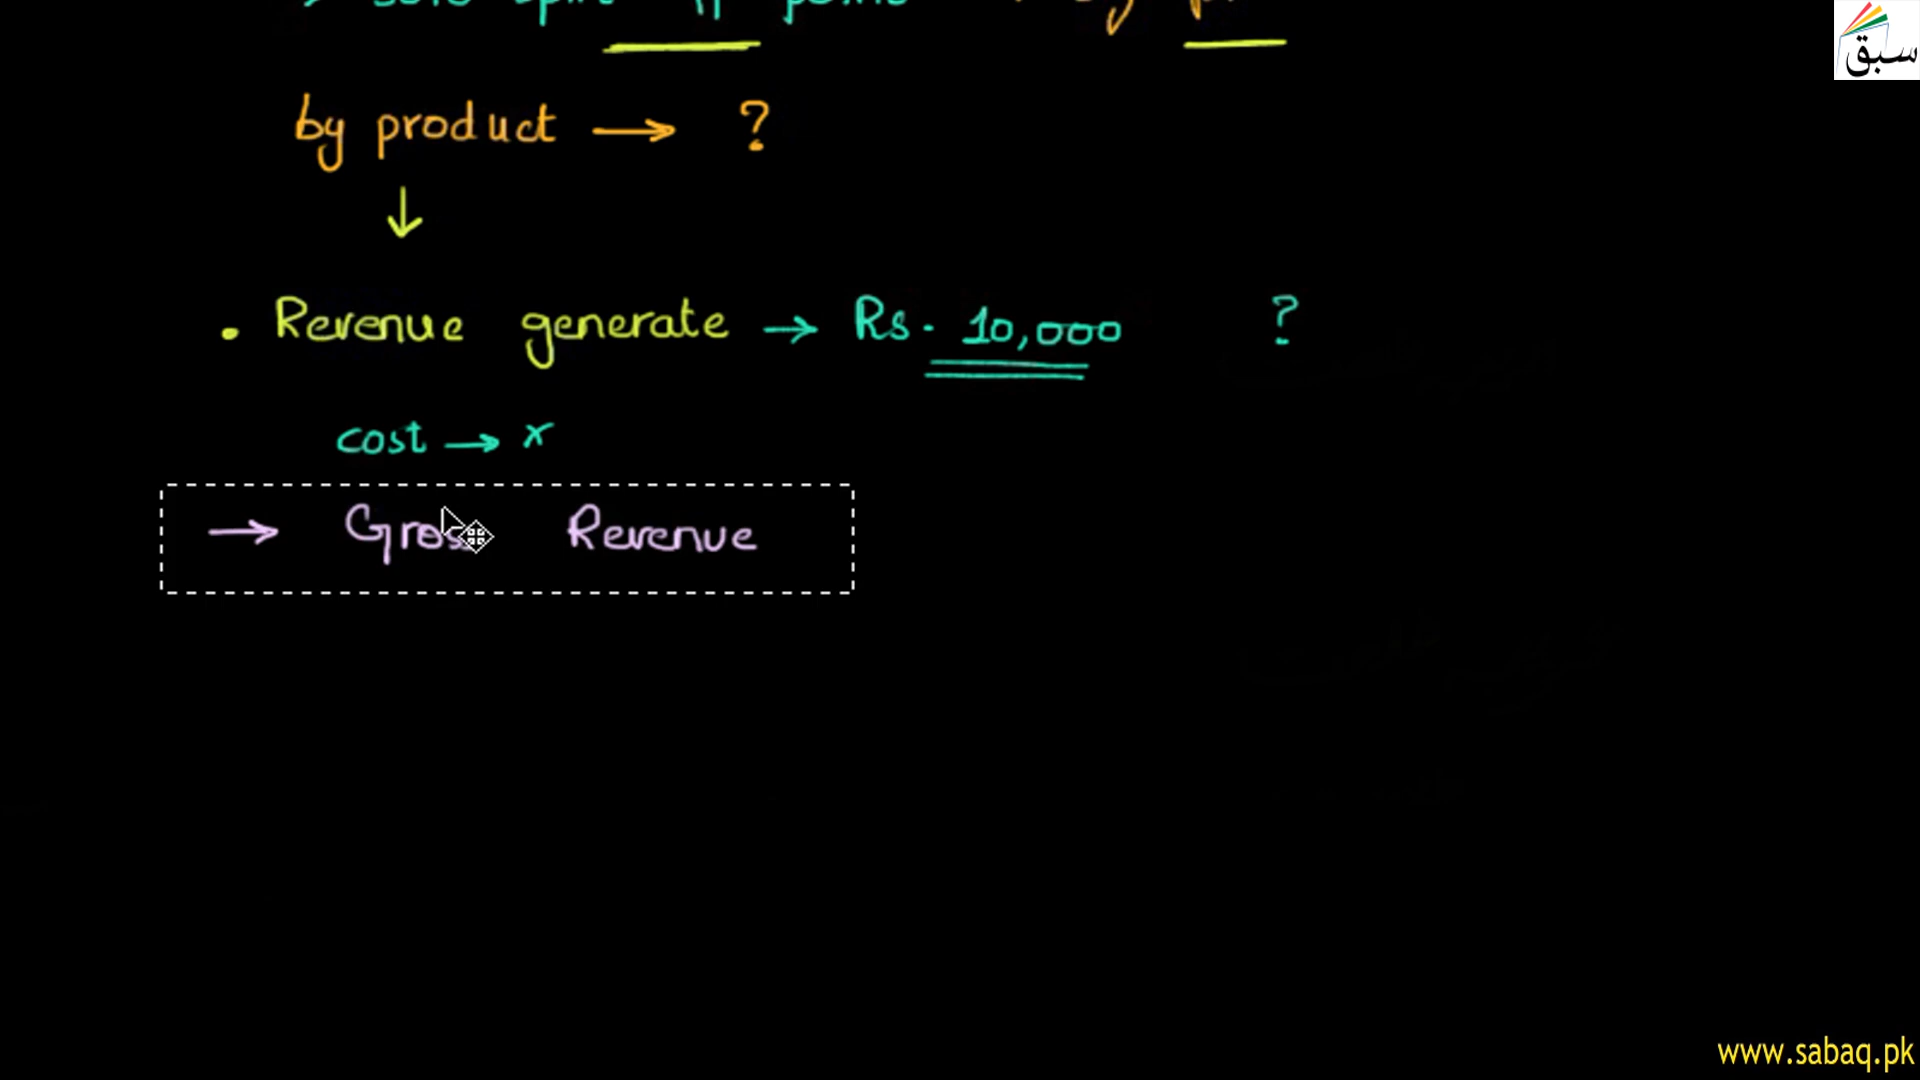 سبق
by product → ?
↓
• Revenue generate → Rs. 10,000 ?
cost → x
→ Gross Revenue
www.sabaq.pk